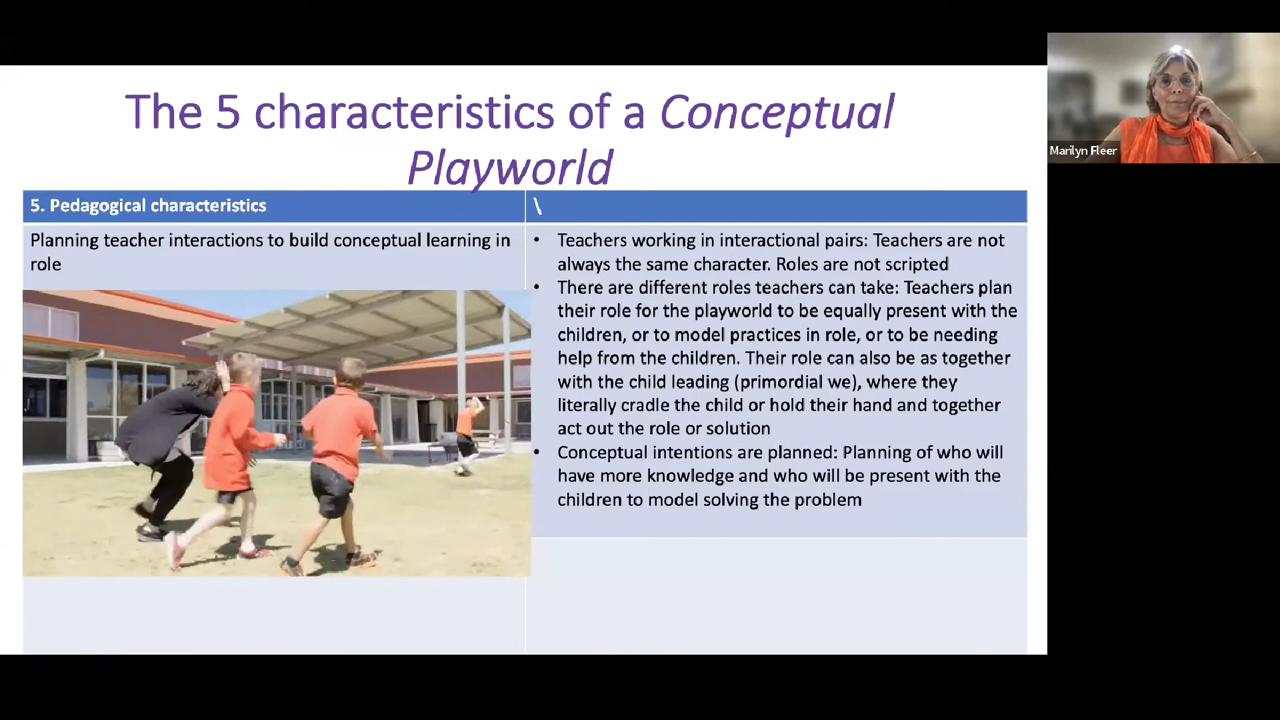 The 5 characteristics of a Conceptual
Playworld
5. Pedagogical characteristics
\
Planning teacher interactions to build conceptual learning in
role
• Teachers working in interactional pairs: Teachers are not
always the same character. Roles are not scripted
• There are different roles teachers can take: Teachers plan
their role for the playworld to be equally present with the
children, or to model practices in role, or to be needing
help from the children. Their role can also be as together
with the child leading (primordial we), where they
literally cradle the child or hold their hand and together
act out the role or solution
• Conceptual intentions are planned: Planning of who will
have more knowledge and who will be present with the
children to model solving the problem
Marilyn Fleer